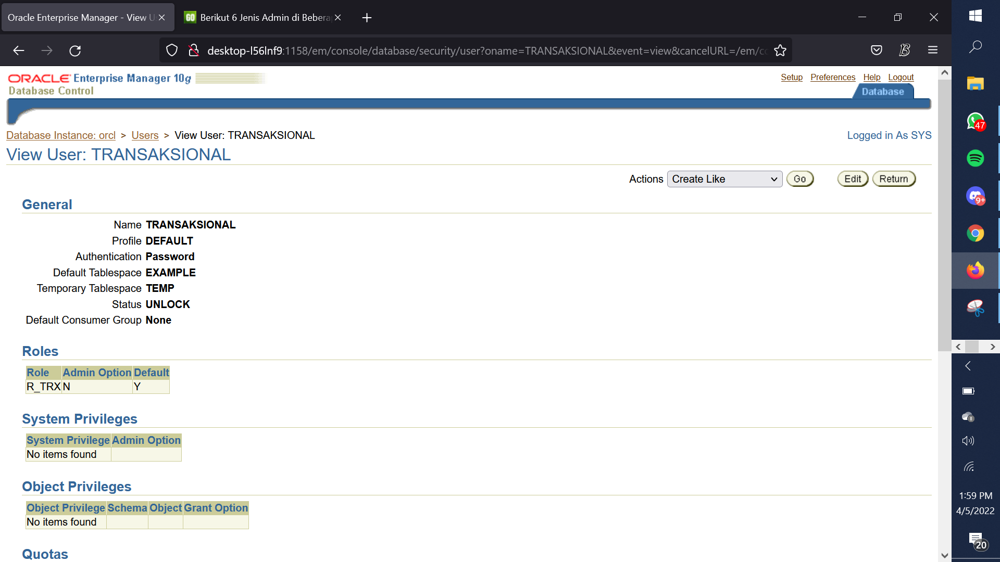 Oracle Enterprise Manager - View U
Berikut 6 Jenis Admin di Bebera
desktop-l56lnf9:1158/em/console/database/security/user?oname=TRANSAKSIONAL&event=view&cancelURL=/em/co
ORACLE Enterprise Manager 10g
Database Control
Setup Preferences Help Logout
Database
Database Instance: orcl > Users > View User: TRANSAKSIONAL
Logged in As SYS
View User: TRANSAKSIONAL
Actions Create Like Go Edit Return
General
Name TRANSAKSIONAL
Profile DEFAULT
Authentication Password
Default Tablespace EXAMPLE
Temporary Tablespace TEMP
Status UNLOCK
Default Consumer Group None
Roles
Role Admin Option Default
R_TRX N Y
System Privileges
System Privilege Admin Option
No items found
Object Privileges
Object Privilege Schema Object Grant Option
No items found
Quotas
47
9+
1:59 PM
4/5/2022
20